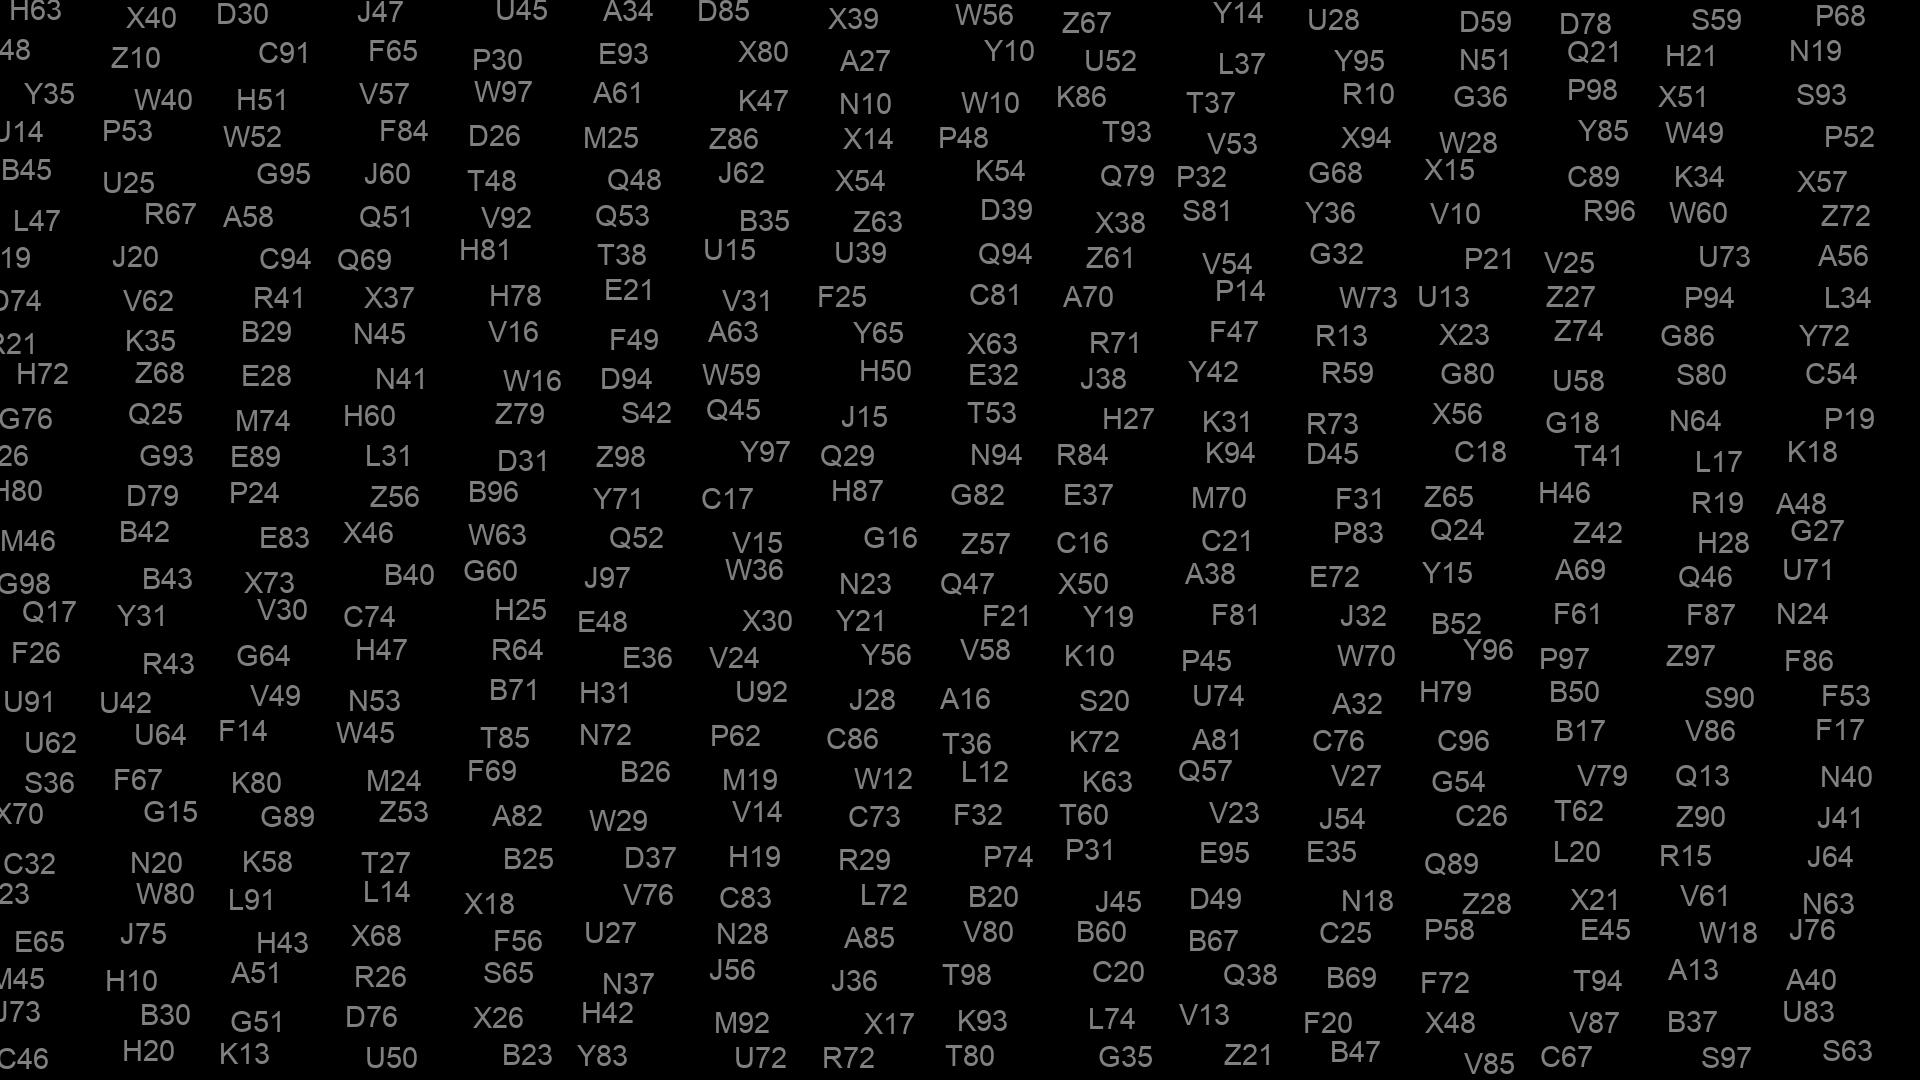 H63 X40 D30 J47 U45 A34 D85 X39 W56 Z67 Y14 U28 D59 D78 S59 P68
48 Z10 C91 F65 P30 E93 X80 A27 Y10 U52 L37 Y95 N51 Q21 H21 N19
Y35 W40 H51 V57 W97 A61 K47 N10 W10 K86 T37 R10 G36 P98 X51 S93
U14 P53 W52 F84 D26 M25 Z86 X14 P48 T93 V53 X94 W28 Y85 W49 P52
B45 U25 G95 J60 T48 Q48 J62 X54 K54 Q79 P32 G68 X15 C89 K34 X57
L47 R67 A58 Q51 V92 Q53 B35 Z63 D39 X38 S81 Y36 V10 R96 W60 Z72
19 J20 C94 Q69 H81 T38 U15 U39 Q94 Z61 V54 G32 P21 V25 U73 A56
D74 V62 R41 X37 H78 E21 V31 F25 C81 A70 P14 W73 U13 Z27 P94 L34
R21 K35 B29 N45 V16 F49 A63 Y65 X63 R71 F47 R13 X23 Z74 G86 Y72
H72 Z68 E28 N41 W16 D94 W59 H50 E32 J38 Y42 R59 G80 U58 S80 C54
G76 Q25 M74 H60 Z79 S42 Q45 J15 T53 H27 K31 R73 X56 G18 N64 P19
26 G93 E89 L31 D31 Z98 Y97 Q29 N94 R84 K94 D45 C18 T41 L17 K18
H80 D79 P24 Z56 B96 Y71 C17 H87 G82 E37 M70 F31 Z65 H46 R19 A48
M46 B42 E83 X46 W63 Q52 V15 G16 Z57 C16 C21 P83 Q24 Z42 H28 G27
G98 B43 X73 B40 G60 J97 W36 N23 Q47 X50 A38 E72 Y15 A69 Q46 U71
Q17 Y31 V30 C74 H25 E48 X30 Y21 F21 Y19 F81 J32 B52 F61 F87 N24
F26 R43 G64 H47 R64 E36 V24 Y56 V58 K10 P45 W70 Y96 P97 Z97 F86
U91 U42 V49 N53 B71 H31 U92 J28 A16 S20 U74 A32 H79 B50 S90 F53
U62 U64 F14 W45 T85 N72 P62 C86 T36 K72 A81 C76 C96 B17 V86 F17
S36 F67 K80 M24 F69 B26 M19 W12 L12 K63 Q57 V27 G54 V79 Q13 N40
X70 G15 G89 Z53 A82 W29 V14 C73 F32 T60 V23 J54 C26 T62 Z90 J41
C32 N20 K58 T27 B25 D37 H19 R29 P74 P31 E95 E35 Q89 L20 R15 J64
23 W80 L91 L14 X18 V76 C83 L72 B20 J45 D49 N18 Z28 X21 V61 N63
E65 J75 H43 X68 F56 U27 N28 A85 V80 B60 B67 C25 P58 E45 W18 J76
M45 H10 A51 R26 S65 N37 J56 J36 T98 C20 Q38 B69 F72 T94 A13 A40
J73 B30 G51 D76 X26 H42 M92 X17 K93 L74 V13 F20 X48 V87 B37 U83
C46 H20 K13 U50 B23 Y83 U72 R72 T80 G35 Z21 B47 V85 C67 S97 S63